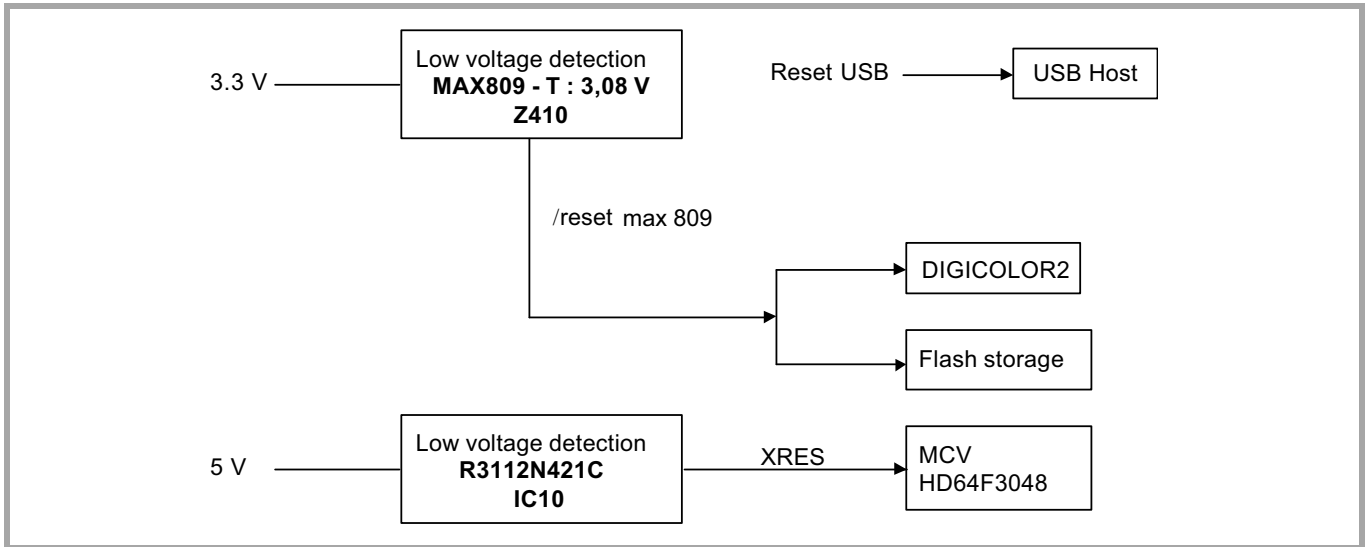 3.3 V
Low voltage detection
MAX809 - T : 3,08 V
Z410
Reset USB
USB Host
/reset max 809
DIGICOLOR2
Flash storage
5 V
Low voltage detection
R3112N421C
IC10
XRES
MCV
HD64F3048